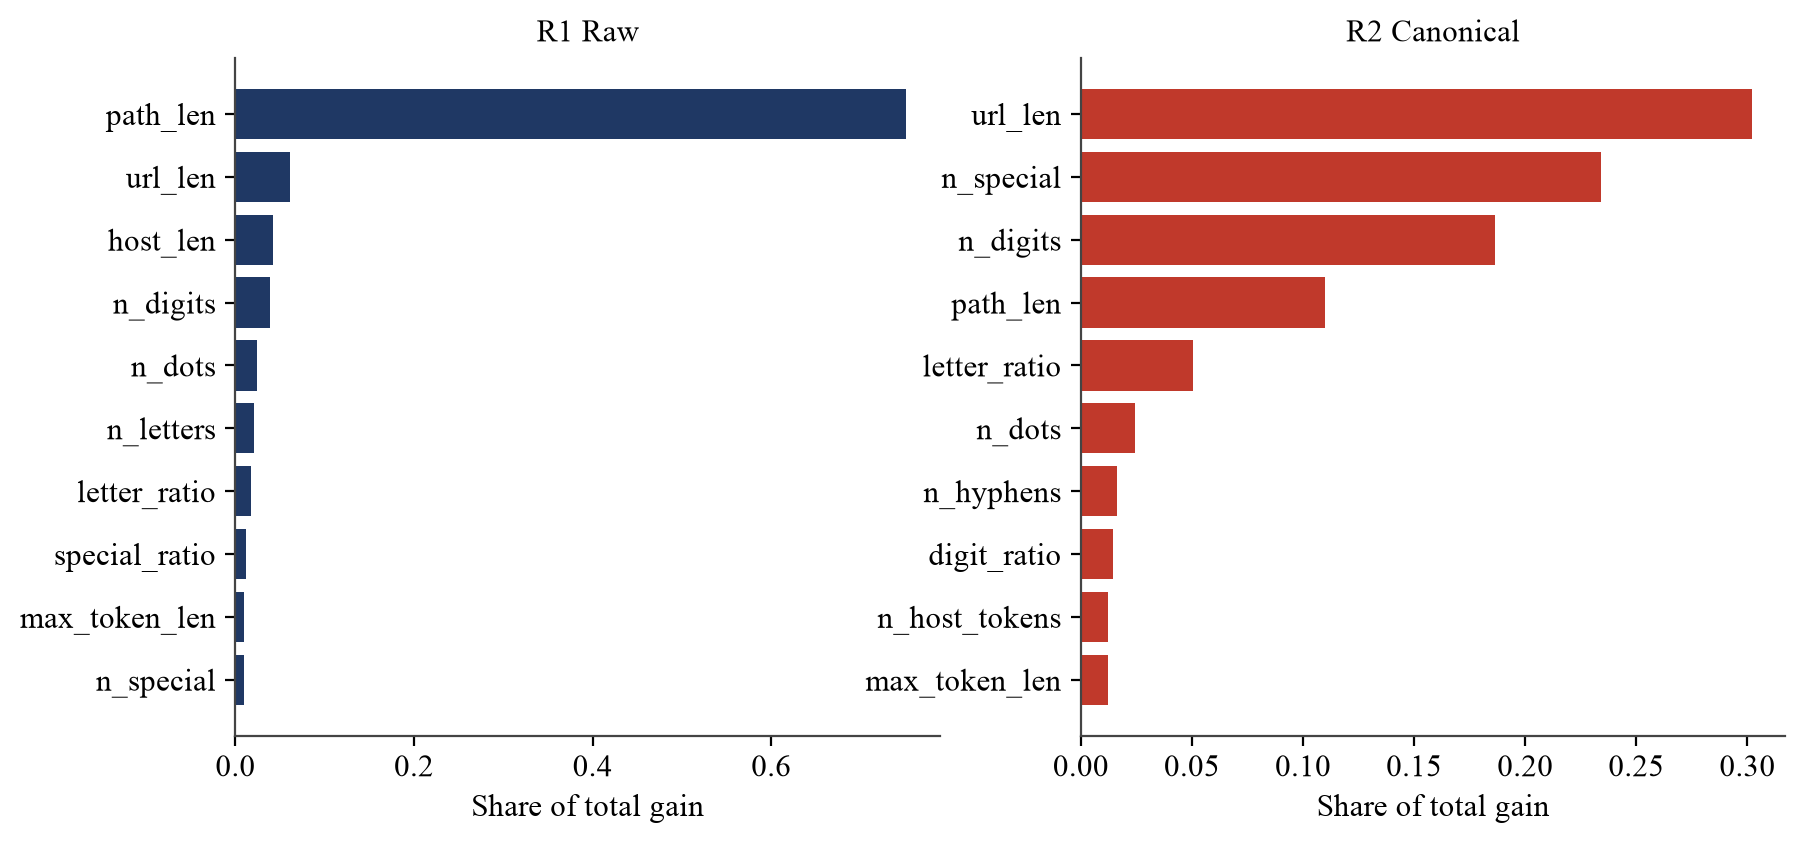 R1 Raw
path_len
url_len
host_len
n_digits
n_dots
n_letters
letter_ratio
special_ratio
max_token_len
n_special
0.0 0.2 0.4 0.6
Share of total gain
R2 Canonical
url_len
n_special
n_digits
path_len
letter_ratio
n_dots
n_hyphens
digit_ratio
n_host_tokens
max_token_len
0.00 0.05 0.10 0.15 0.20 0.25 0.30
Share of total gain